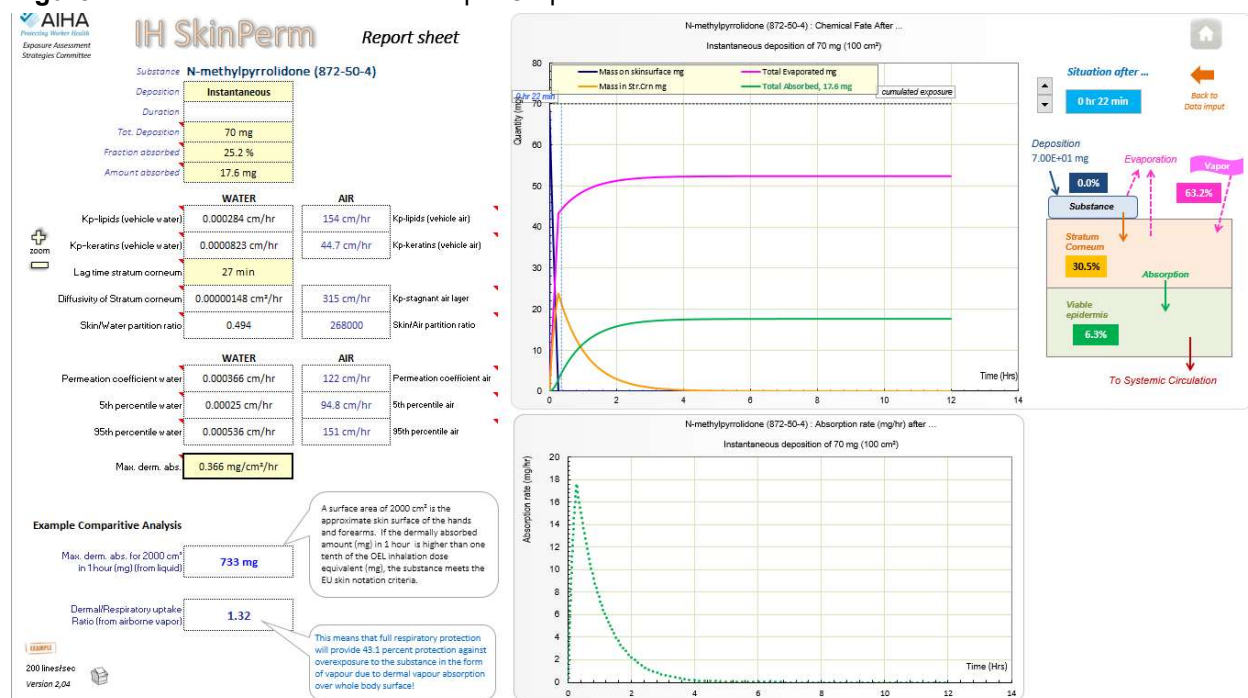 AIHA
Protecting Worker Health
Exposure Assessment
Strategies Committee
IH SkinPerm
Report sheet
Substance N-methylpyrrolidone (872-50-4)
Deposition Instantaneous
Duration
Tot. Deposition 70 mg
Fraction absorbed 25.2 %
Amount absorbed 17.6 mg
WATER AIR
Kp-lipids (vehicle water) 0.000284 cm/hr 154 cm/hr Kp-lipids (vehicle air)
zoom
Kp-keratins (vehicle water) 0.0000823 cm/hr 44.7 cm/hr Kp-keratins (vehicle air)
Lag time stratum corneum 27 min
Diffusivity of Stratum corneum 0.00000148 cm²/hr 315 cm/hr Kp-stagnant air lager
Skin/Water partition ratio 0.494 268000 Skin/Air partition ratio
WATER AIR
Permeation coefficient water 0.000366 cm/hr 122 cm/hr Permeation coefficient air
5th percentile water 0.00025 cm/hr 94.8 cm/hr 5th percentile air
95th percentile water 0.000536 cm/hr 151 cm/hr 95th percentile air
Max. derm. abs. 0.366 mg/cm²/hr
Example Comparitive Analysis
Max. derm. abs. for 2000 cm²
in 1 hour (mg) (from liquid)
733 mg
A surface area of 2000 cm² is the
approximate skin surface of the hands
and forearms. If the dermally absorbed
amount (mg) in 1 hour is higher than one
tenth of the OEL inhalation dose
equivalent (mg), the substance meets the
EU skin notation criteria.
Dermal/Respiratory uptake
Ratio (from airborne vapor)
1.32
This means that full respiratory protection
will provide 43.1 percent protection against
overexposure to the substance in the form
of vapour due to dermal vapour absorption
over whole body surface!
EXAMPLE
200 lines/sec
Version 2,04
N-methylpyrrolidone (872-50-4) : Chemical Fate After ...
Instantaneous deposition of 70 mg (100 cm²)
Mass on skinsurface mg Total Evaporated mg
Mass in Str.Crn mg Total Absorbed, 17.6 mg
cumulated exposure
0 hr 22 min
Quantity (mg)
80
70
60
50
40
30
20
10
0
0 2 4 6 8 10 12 14
Time (Hrs)
N-methylpyrrolidone (872-50-4) : Absorption rate (mg/hr) after ...
Instantaneous deposition of 70 mg (100 cm²)
Absorption rate (mg/hr)
20
18
16
14
12
10
8
6
4
2
0
0 2 4 6 8 10 12 14
Time (Hrs)
Situation after ...
0 hr 22 min
Back to
Data imput
Deposition
7.00E+01 mg
Evaporation
Vapor
0.0%
63.2%
Substance
Stratum
Corneum
30.5%
Absorption
Viable
epidermis
6.3%
To Systemic Circulation